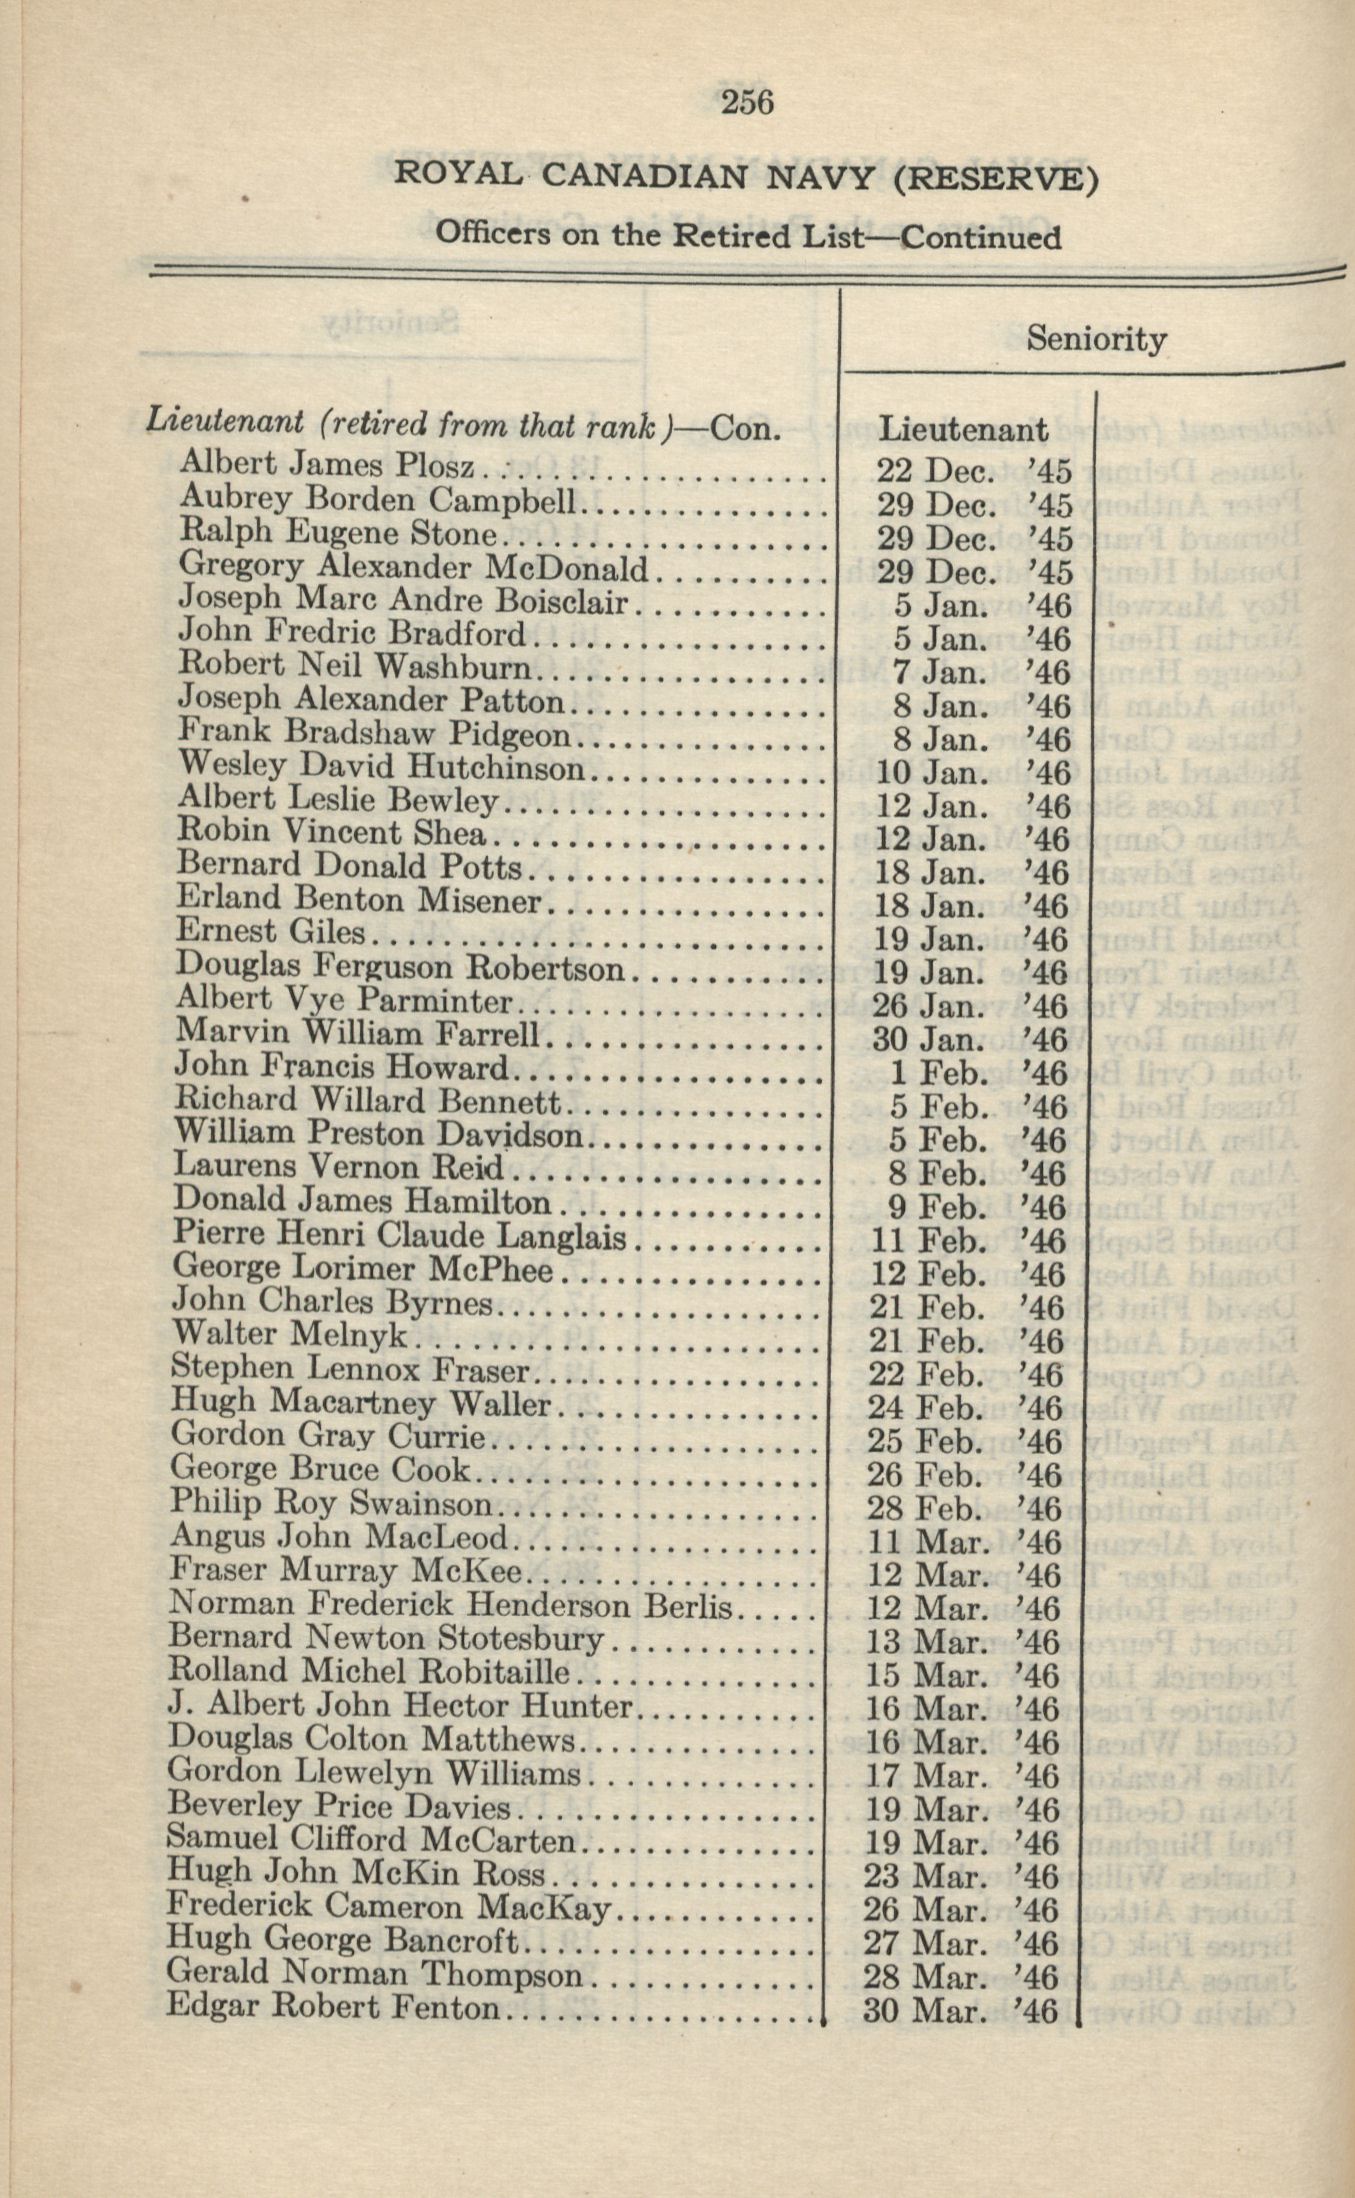 256
ROYAL CANADIAN NAVY (RESERVE)
Officers on the Retired List—Continued
Seniority
Lieutenant (retired from that rank)—Con. Lieutenant
Albert James Plosz. . . . . . . . . . . . . . . . . . . . 22 Dec. ’45
Aubrey Borden Campbell. . . . . . . . . . . . . . . 29 Dec. ’45
Ralph Eugene Stone. . . . . . . . . . . . . . . . . . . 29 Dec. ’45
Gregory Alexander McDonald. . . . . . . . . . 29 Dec. ’45
Joseph Marc Andre Boisclair. . . . . . . . . . . 5 Jan. ’46
John Fredric Bradford. . . . . . . . . . . . . . . . . 5 Jan. ’46
Robert Neil Washburn. . . . . . . . . . . . . . . . . 7 Jan. ’46
Joseph Alexander Patton. . . . . . . . . . . . . . . 8 Jan. ’46
Frank Bradshaw Pidgeon. . . . . . . . . . . . . . . 8 Jan. ’46
Wesley David Hutchinson. . . . . . . . . . . . . . 10 Jan. ’46
Albert Leslie Bewley. . . . . . . . . . . . . . . . . . . 12 Jan. ’46
Robin Vincent Shea. . . . . . . . . . . . . . . . . . . . 12 Jan. ’46
Bernard Donald Potts. . . . . . . . . . . . . . . . . 18 Jan. ’46
Erland Benton Misener. . . . . . . . . . . . . . . . 18 Jan. ’46
Ernest Giles. . . . . . . . . . . . . . . . . . . . . . . . . . 19 Jan. ’46
Douglas Ferguson Robertson. . . . . . . . . . . 19 Jan. ’46
Albert Vye Parminter. . . . . . . . . . . . . . . . . . 26 Jan. ’46
Marvin William Farrell. . . . . . . . . . . . . . . . 30 Jan. ’46
John Francis Howard. . . . . . . . . . . . . . . . . . 1 Feb. ’46
Richard Willard Bennett. . . . . . . . . . . . . . . 5 Feb. ’46
William Preston Davidson. . . . . . . . . . . . . . 5 Feb. ’46
Laurens Vernon Reid. . . . . . . . . . . . . . . . . . 8 Feb. ’46
Donald James Hamilton. . . . . . . . . . . . . . . 9 Feb. ’46
Pierre Henri Claude Langlais. . . . . . . . . . . 11 Feb. ’46
George Lorimer McPhee. . . . . . . . . . . . . . . 12 Feb. ’46
John Charles Byrnes. . . . . . . . . . . . . . . . . . . 21 Feb. ’46
Walter Melnyk. . . . . . . . . . . . . . . . . . . . . . . . 21 Feb. ’46
Stephen Lennox Fraser. . . . . . . . . . . . . . . . . 22 Feb. ’46
Hugh Macartney Waller. . . . . . . . . . . . . . . 24 Feb. ’46
Gordon Gray Currie. . . . . . . . . . . . . . . . . . . 25 Feb. ’46
George Bruce Cook. . . . . . . . . . . . . . . . . . . . 26 Feb. ’46
Philip Roy Swainson. . . . . . . . . . . . . . . . . . . 28 Feb. ’46
Angus John MacLeod. . . . . . . . . . . . . . . . . . 11 Mar. ’46
Fraser Murray McKee. . . . . . . . . . . . . . . . . 12 Mar. ’46
Norman Frederick Henderson Berlis. . . . . 12 Mar. ’46
Bernard Newton Stotesbury. . . . . . . . . . . . 13 Mar. ’46
Rolland Michel Robitaille. . . . . . . . . . . . . . 15 Mar. ’46
J. Albert John Hector Hunter. . . . . . . . . . . 16 Mar. ’46
Douglas Colton Matthews. . . . . . . . . . . . . . 16 Mar. ’46
Gordon Llewelyn Williams. . . . . . . . . . . . . 17 Mar. ’46
Beverley Price Davies. . . . . . . . . . . . . . . . . . 19 Mar. ’46
Samuel Clifford McCarten. . . . . . . . . . . . . . 19 Mar. ’46
Hugh John McKin Ross. . . . . . . . . . . . . . . . 23 Mar. ’46
Frederick Cameron MacKay. . . . . . . . . . . . 26 Mar. ’46
Hugh George Bancroft. . . . . . . . . . . . . . . . . 27 Mar. ’46
Gerald Norman Thompson. . . . . . . . . . . . . 28 Mar. ’46
Edgar Robert Fenton. . . . . . . . . . . . . . . . . . 30 Mar. ’46